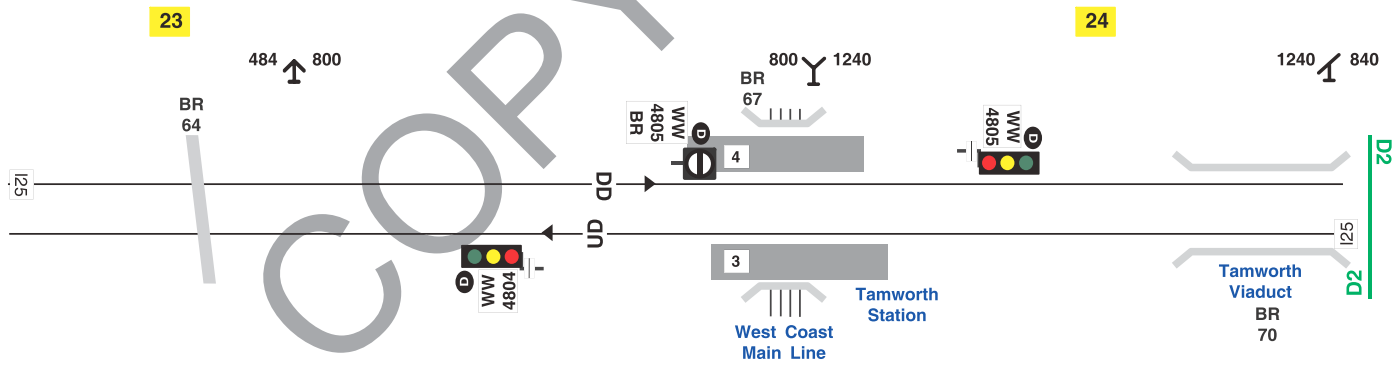 23
24
484
800
800
1240
1240
840
BR
64
BR
67
WW
4805
BR
D
4
WW
4805
D
D2
I25
DD
UD
I25
D
WW
4804
3
Tamworth
Station
West Coast
Main Line
Tamworth
Viaduct
BR
70
D2
COPY